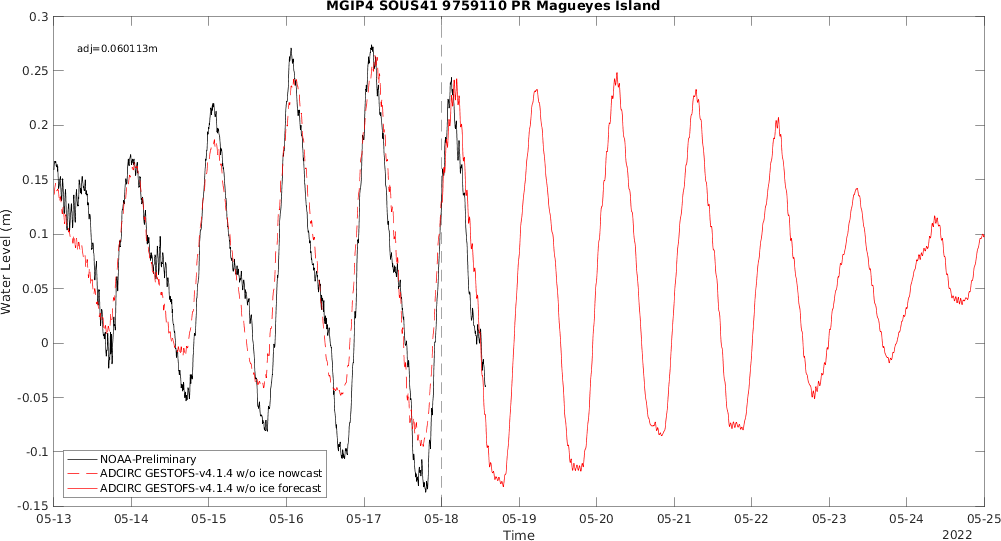 MGIP4 SOUS41 9759110 PR Magueyes Island
adj=0.060113m
Water Level (m)
0.3
0.25
0.2
0.15
0.1
0.05
0
-0.05
-0.1
-0.15
NOAA-Preliminary
ADCIRC GESTOFS-v4.1.4 w/o ice nowcast
ADCIRC GESTOFS-v4.1.4 w/o ice forecast
05-13 05-14 05-15 05-16 05-17 05-18 05-19 05-20 05-21 05-22 05-23 05-24 05-25
Time
2022